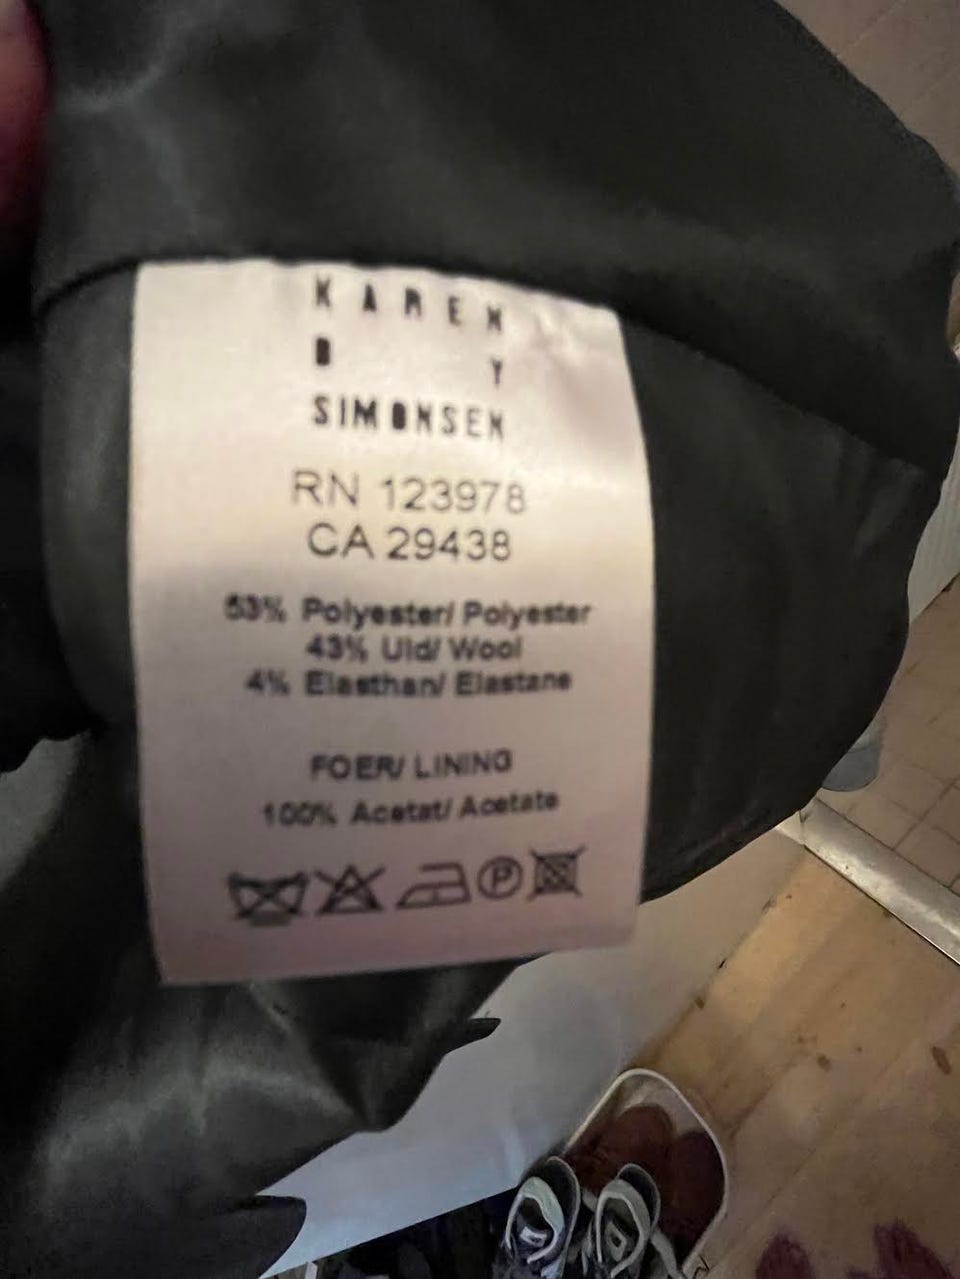 KAREN
B Y
SIMONSEN
RN 123978
CA 29438
53% Polyester/ Polyester
43% Uld/ Wool
4% Elasthan/ Elastane
FOER/ LINING
100% Acetat/ Acetate
P